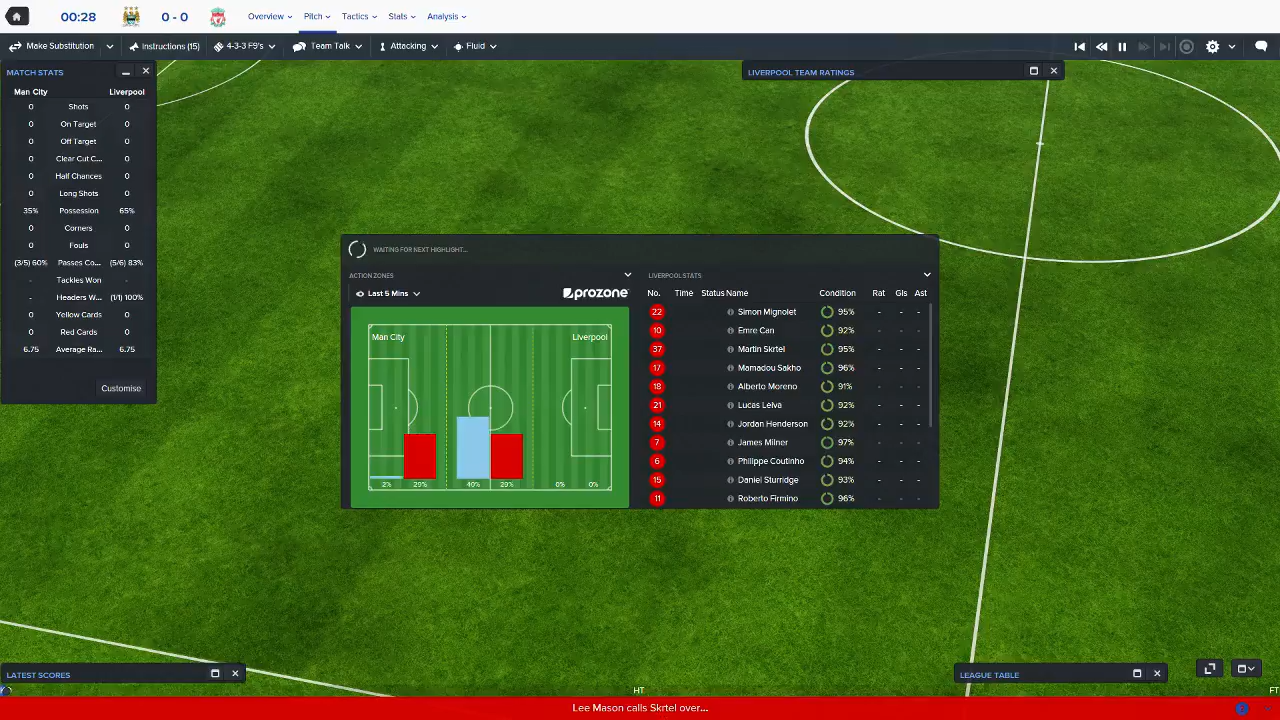 00:28 0 - 0 Overview Pitch Tactics Stats Analysis
Make Substitution Instructions (15) 4-3-3 F9's Team Talk Attacking Fluid
MATCH STATS
Man City Liverpool
0 Shots 0
0 On Target 0
0 Off Target 0
0 Clear Cut C... 0
0 Half Chances 0
0 Long Shots 0
35% Possession 65%
0 Corners 0
0 Fouls 0
(3/5) 60% Passes Co... (5/6) 83%
- Tackles Won -
- Headers W... (1/1) 100%
0 Yellow Cards 0
0 Red Cards 0
6.75 Average Ra... 6.75
Customise
LIVERPOOL TEAM RATINGS
WAITING FOR NEXT HIGHLIGHT...
ACTION ZONES
Last 5 Mins prozone
Man City Liverpool
2% 29% 40% 29% 0% 0%
LIVERPOOL STATS
No. Time Status Name Condition Rat Gls Ast
22 Simon Mignolet 95% - - -
10 Emre Can 92% - - -
37 Martin Skrtel 95% - - -
17 Mamadou Sakho 96% - - -
18 Alberto Moreno 91% - - -
21 Lucas Leiva 92% - - -
14 Jordan Henderson 92% - - -
7 James Milner 97% - - -
6 Philippe Coutinho 94% - - -
15 Daniel Sturridge 93% - - -
11 Roberto Firmino 96% - - -
LATEST SCORES
LEAGUE TABLE
HT FT
Lee Mason calls Skrtel over...